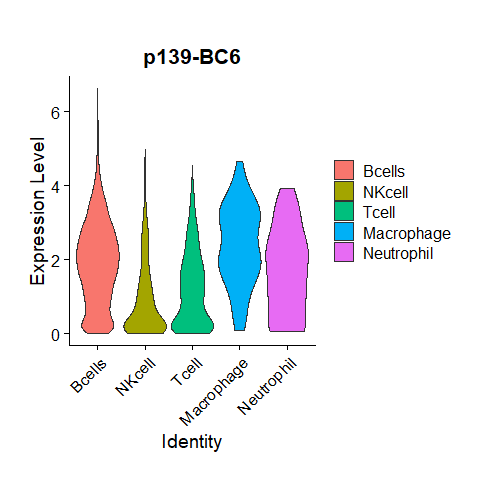 p139-BC6
Expression Level
6
4
2
0
Bcells
NKcell
Tcell
Macrophage
Neutrophil
Identity
Bcells
NKcell
Tcell
Macrophage
Neutrophil